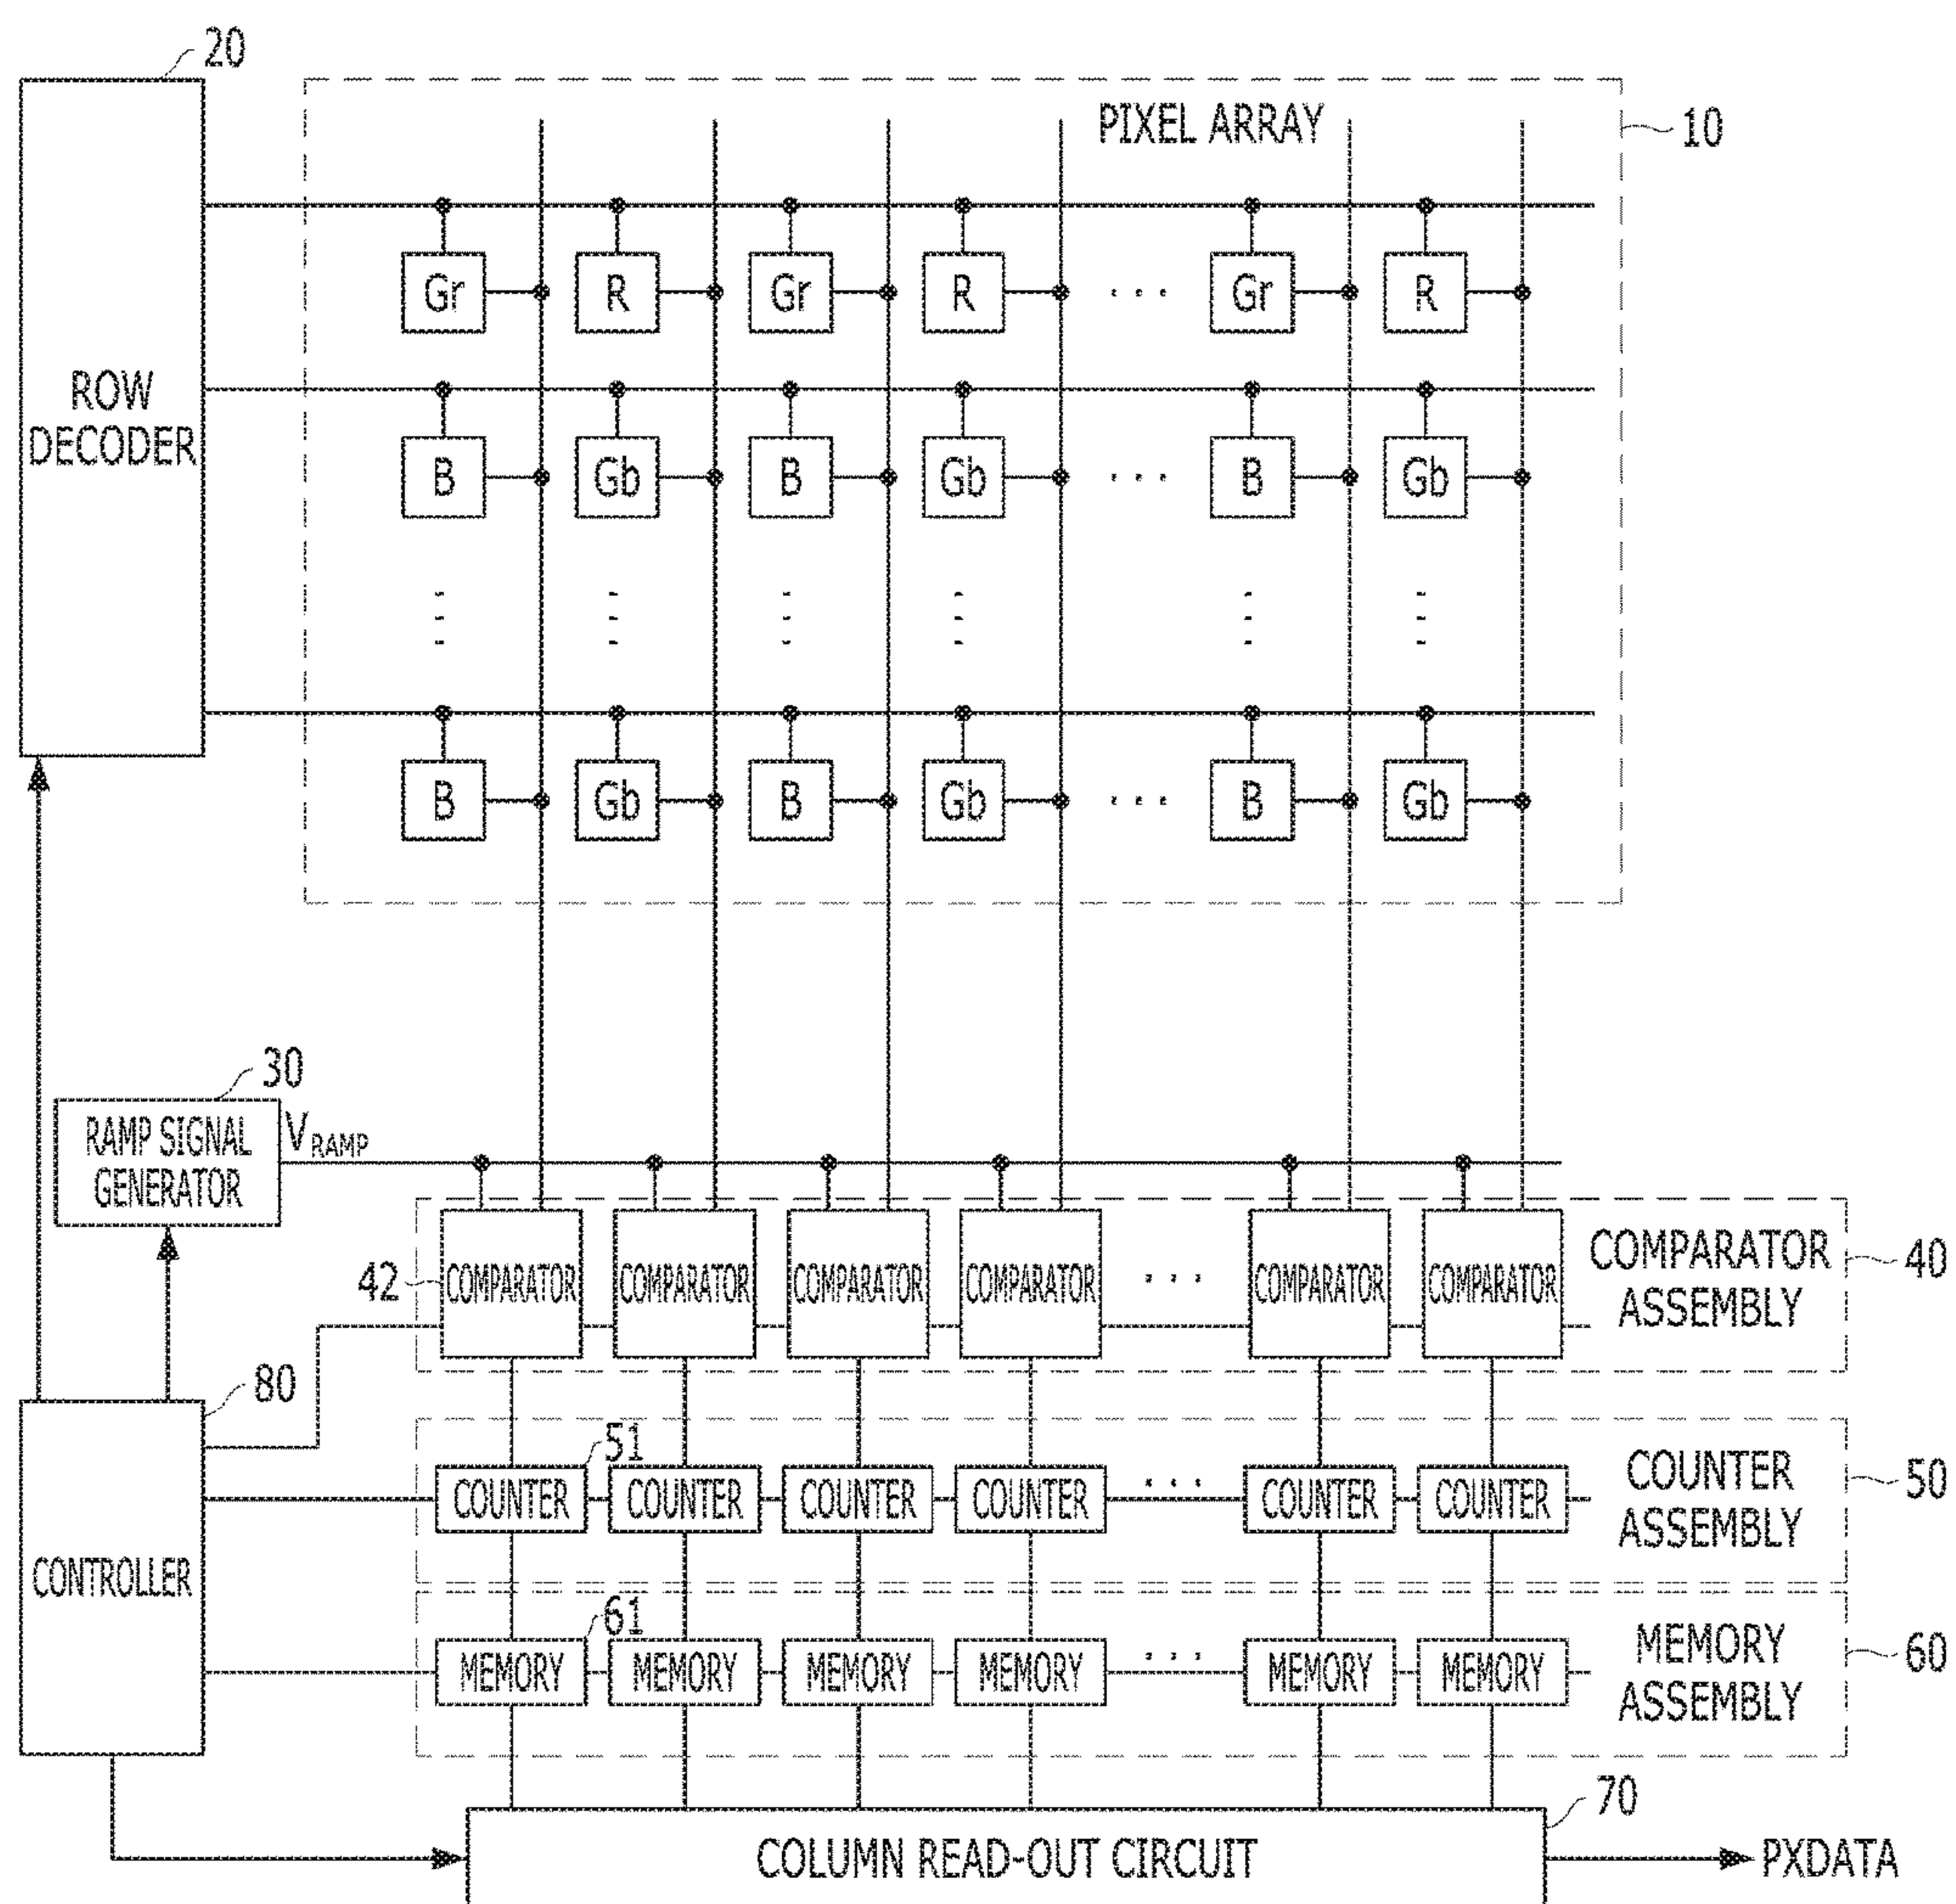 20
PIXEL ARRAY
10
Gr R Gr R ... Gr R
ROW
DECODER
B Gb B Gb ... B Gb
B Gb B Gb ... B Gb
30
RAMP SIGNAL
GENERATOR
VRAMP
42
COMPARATOR COMPARATOR COMPARATOR COMPARATOR ... COMPARATOR COMPARATOR
COMPARATOR
ASSEMBLY
40
80
CONTROLLER
51
COUNTER COUNTER COUNTER COUNTER ... COUNTER COUNTER
COUNTER
ASSEMBLY
50
61
MEMORY MEMORY MEMORY MEMORY ... MEMORY MEMORY
MEMORY
ASSEMBLY
60
70
COLUMN READ-OUT CIRCUIT
PXDATA